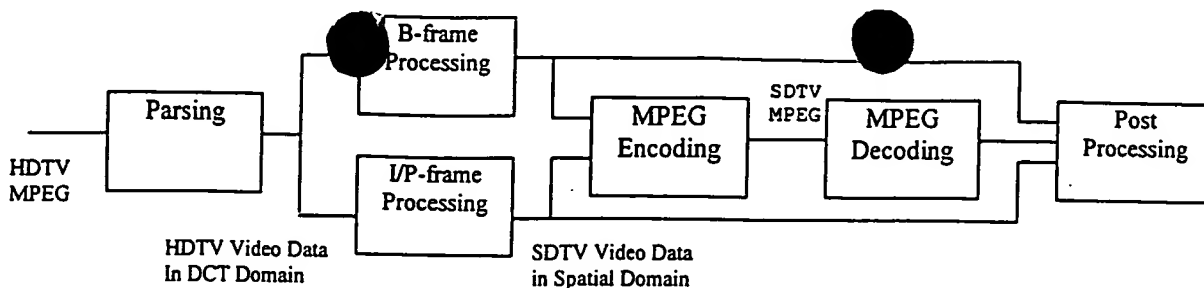 B-frame
Processing
Parsing
HDTV
MPEG
I/P-frame
Processing
MPEG
Encoding
SDTV
MPEG
MPEG
Decoding
Post
Processing
HDTV Video Data
In DCT Domain
SDTV Video Data
in Spatial Domain